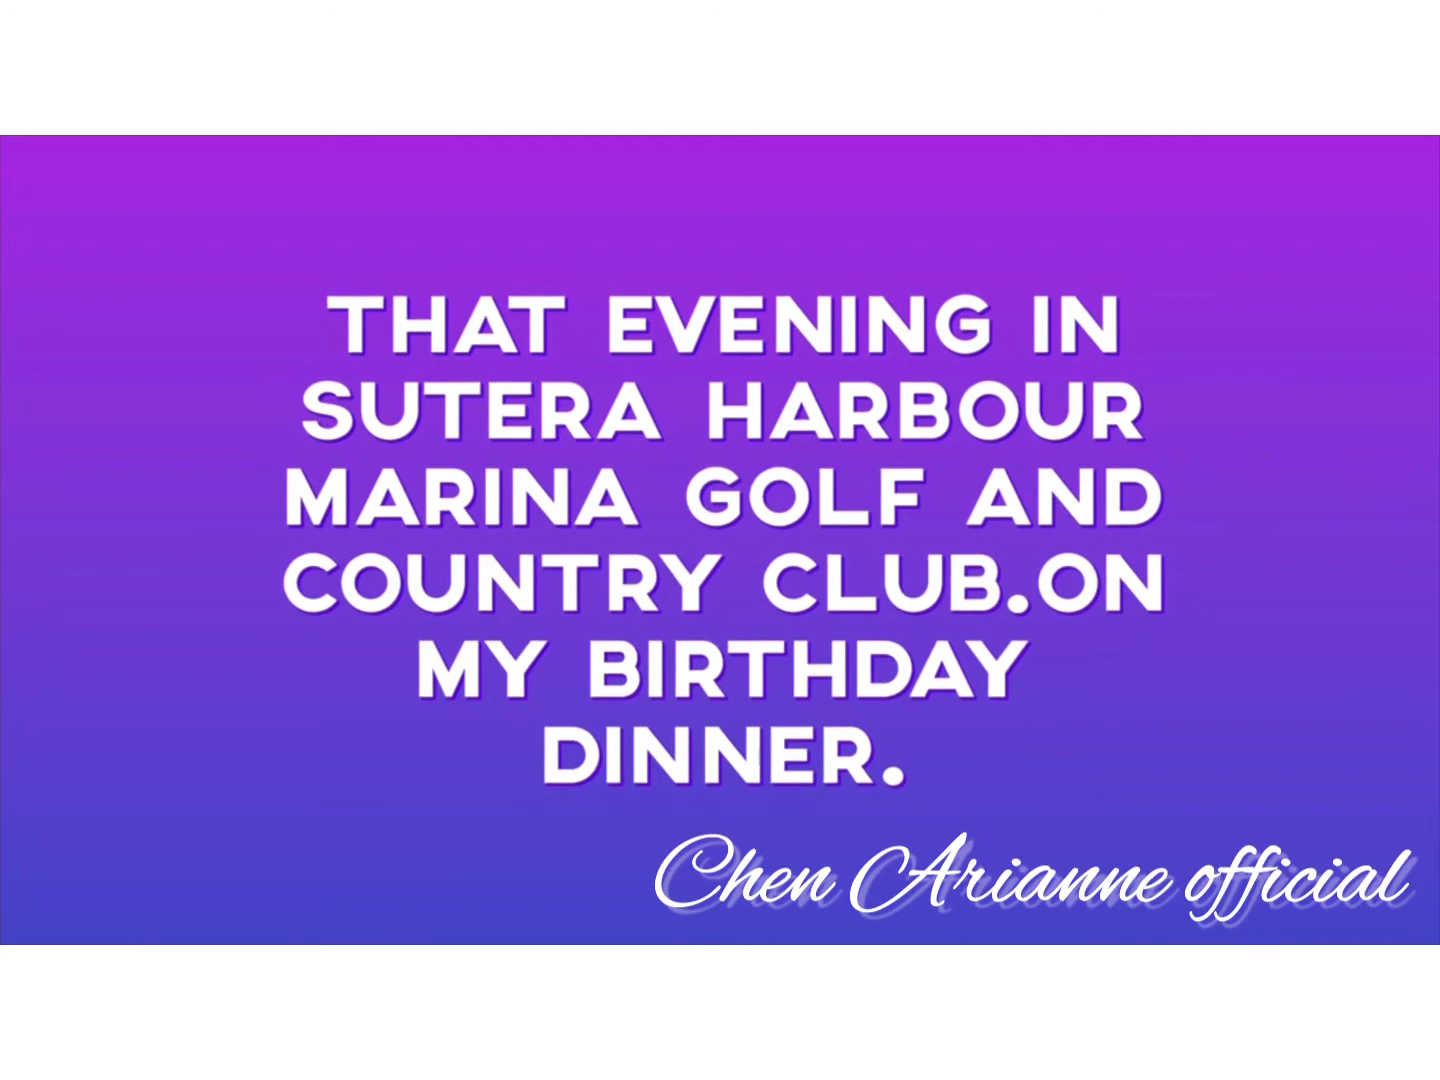 THAT EVENING IN
SUTERA HARBOUR
MARINA GOLF AND
COUNTRY CLUB.ON
MY BIRTHDAY
DINNER.
Chen Arianne official